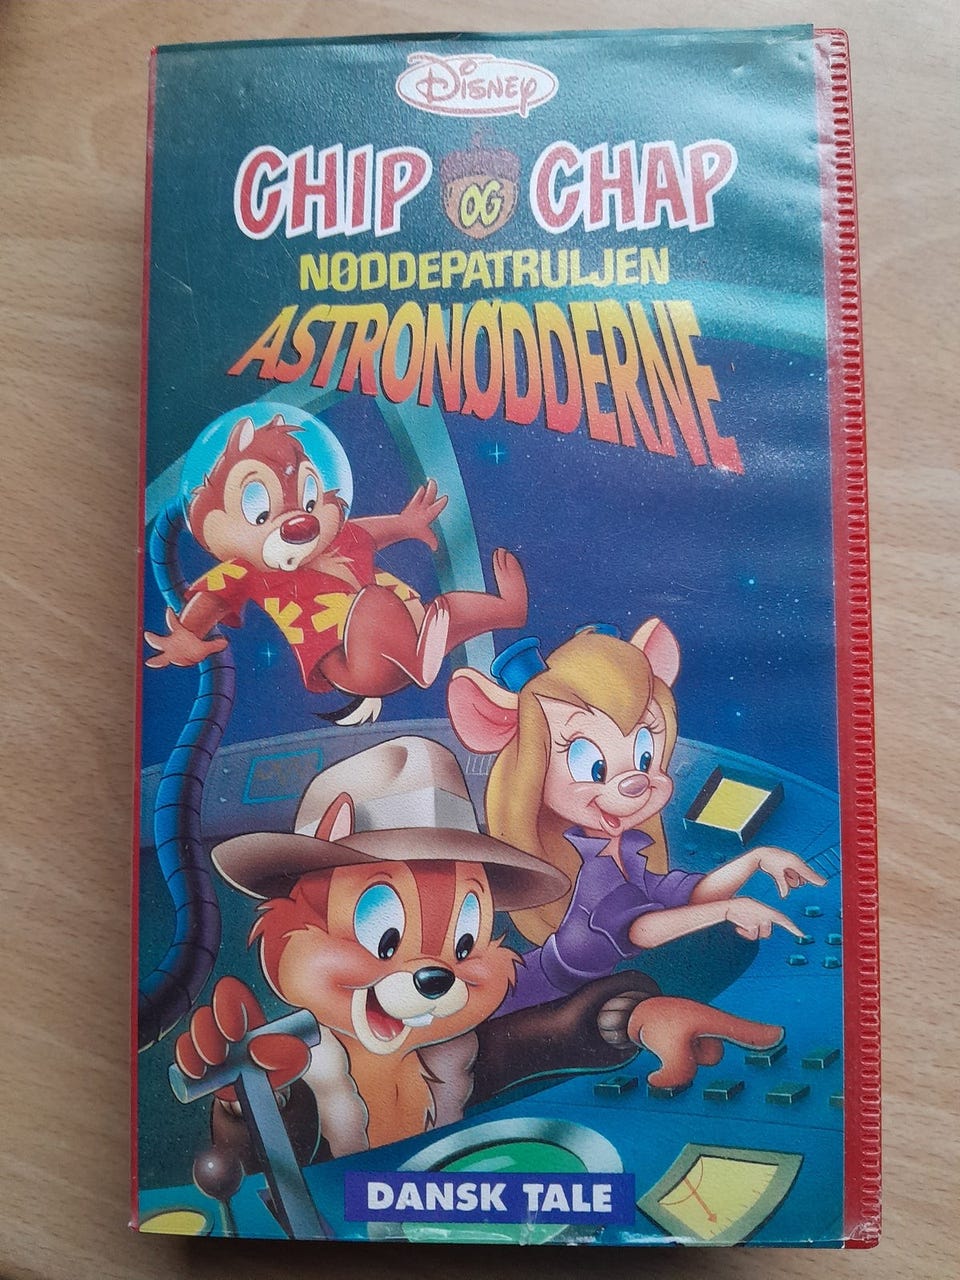 Disney
CHIP OG CHAP
NØDDEPATRULJEN
ASTRONØDDERNE
DANSK TALE